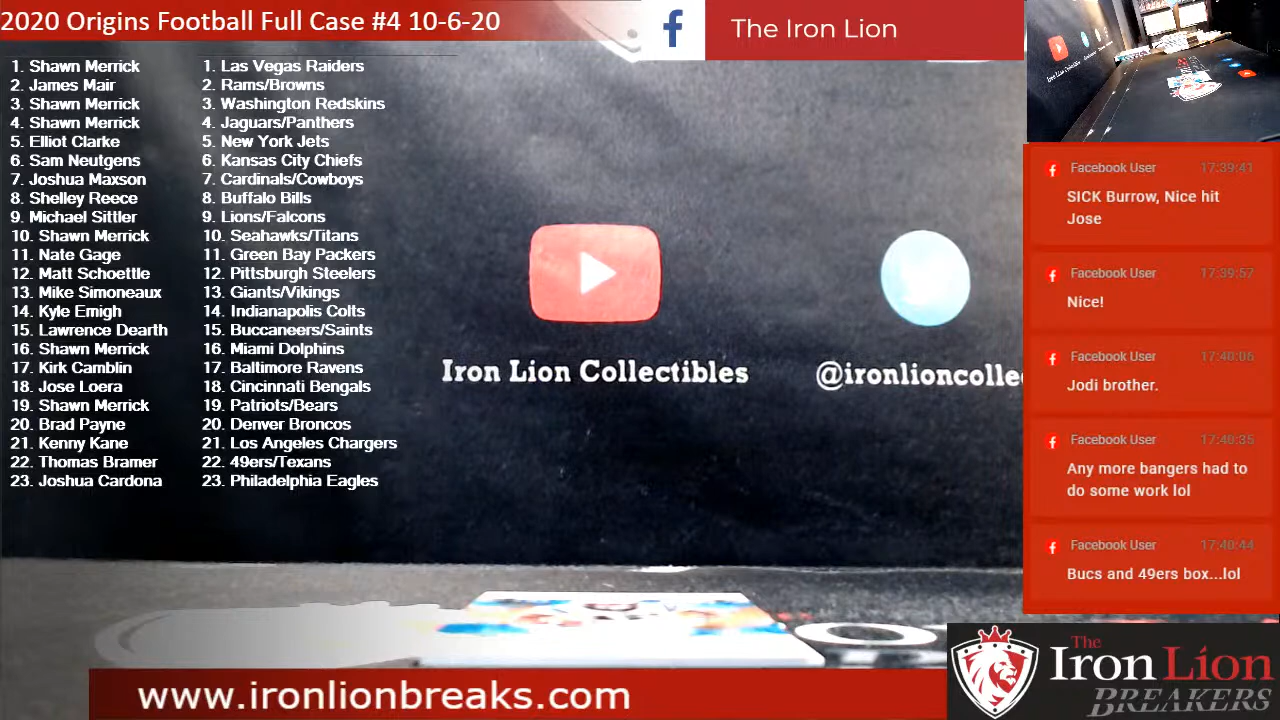 2020 Origins Football Full Case #4 10-6-20
The Iron Lion
1. Shawn Merrick 1. Las Vegas Raiders
2. James Mair 2. Rams/Browns
3. Shawn Merrick 3. Washington Redskins
4. Shawn Merrick 4. Jaguars/Panthers
5. Elliot Clarke 5. New York Jets
6. Sam Neutgens 6. Kansas City Chiefs
7. Joshua Maxson 7. Cardinals/Cowboys
8. Shelley Reece 8. Buffalo Bills
9. Michael Sittler 9. Lions/Falcons
10. Shawn Merrick 10. Seahawks/Titans
11. Nate Gage 11. Green Bay Packers
12. Matt Schoettle 12. Pittsburgh Steelers
13. Mike Simoneaux 13. Giants/Vikings
14. Kyle Emigh 14. Indianapolis Colts
15. Lawrence Dearth 15. Buccaneers/Saints
16. Shawn Merrick 16. Miami Dolphins
17. Kirk Camblin 17. Baltimore Ravens
18. Jose Loera 18. Cincinnati Bengals
19. Shawn Merrick 19. Patriots/Bears
20. Brad Payne 20. Denver Broncos
21. Kenny Kane 21. Los Angeles Chargers
22. Thomas Bramer 22. 49ers/Texans
23. Joshua Cardona 23. Philadelphia Eagles
Iron Lion Collectibles
@ironlioncolle
Facebook User 17:39:41
SICK Burrow, Nice hit
Jose
Facebook User 17:39:57
Nice!
Facebook User 17:40:06
Jodi brother.
Facebook User 17:40:35
Any more bangers had to
do some work lol
Facebook User 17:40:44
Bucs and 49ers box...lol
www.ironlionbreaks.com
The
Iron Lion
BREAKERS